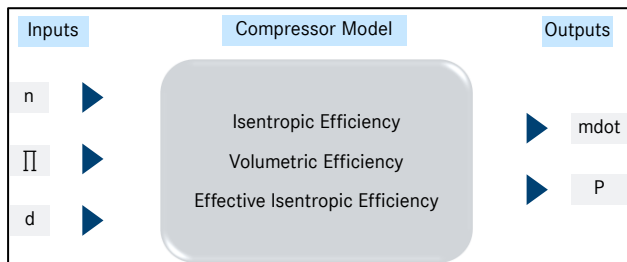 Inputs
Compressor Model
Outputs
n
∏
d
Isentropic Efficiency
Volumetric Efficiency
Effective Isentropic Efficiency
mdot
P